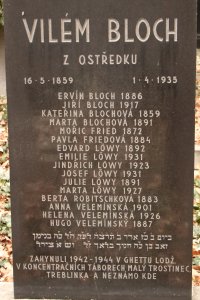 VILÉM BLOCH
Z OSTŘEDKU
16·5·1859 1·4·1935
ERVÍN BLOCH 1886
JIŘÍ BLOCH 1917
KATEŘINA BLOCHOVÁ 1859
MARTA BLOCHOVÁ 1891
MOŘIC FRIED 1872
PAVLA FRIEDOVÁ 1884
EDVARD LÖWY 1892
EMILIE LÖWY 1931
JINDŘICH LÖWY 1923
JOSEF LÖWY 1931
JULIE LÖWY 1891
MARTA LÖWY 1927
BERTA ROBITSCHKOVÁ 1883
ANNA VELEMÍNSKÁ 1901
HELENA VELEMÍNSKÁ 1926
HUGO VELEMÍNSKÝ 1887
ZAHYNULI 1942-1944 V GHETTU LODŽ
V KONCENTRAČNÍCH TÁBORECH MALÝ TROSTINEC,
TREBLINKA A NEZNÁMO KDE